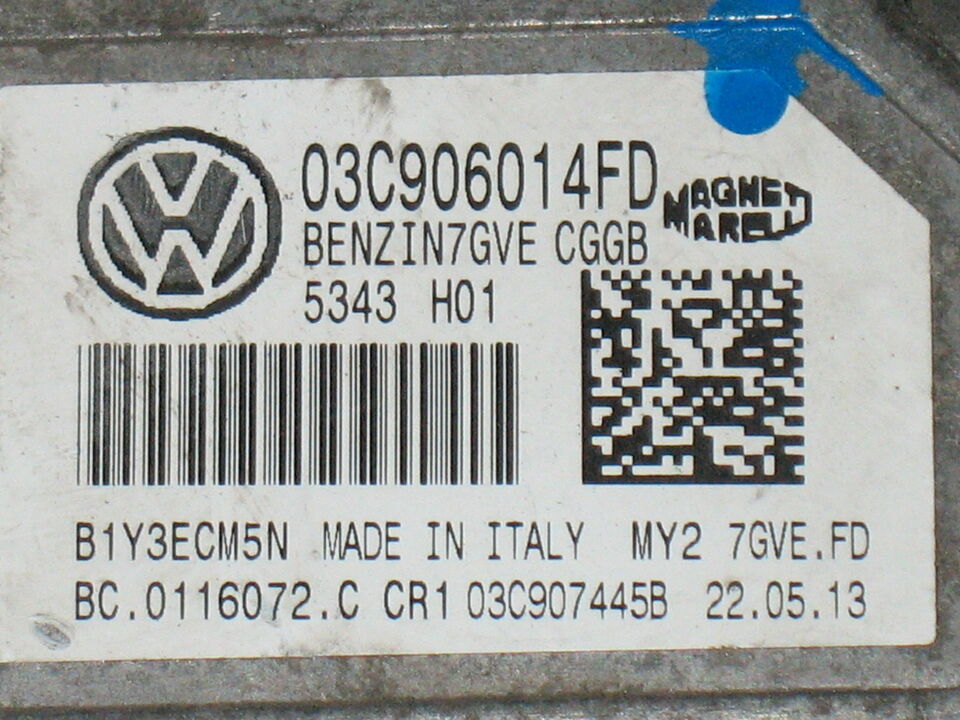 03C906014FD
MAGNETI
MARELLI
BENZIN7GVE CGGB
5343 H01
B1Y3ECM5N MADE IN ITALY MY2 7GVE.FD
BC.0116072.C CR1 03C907445B 22.05.13